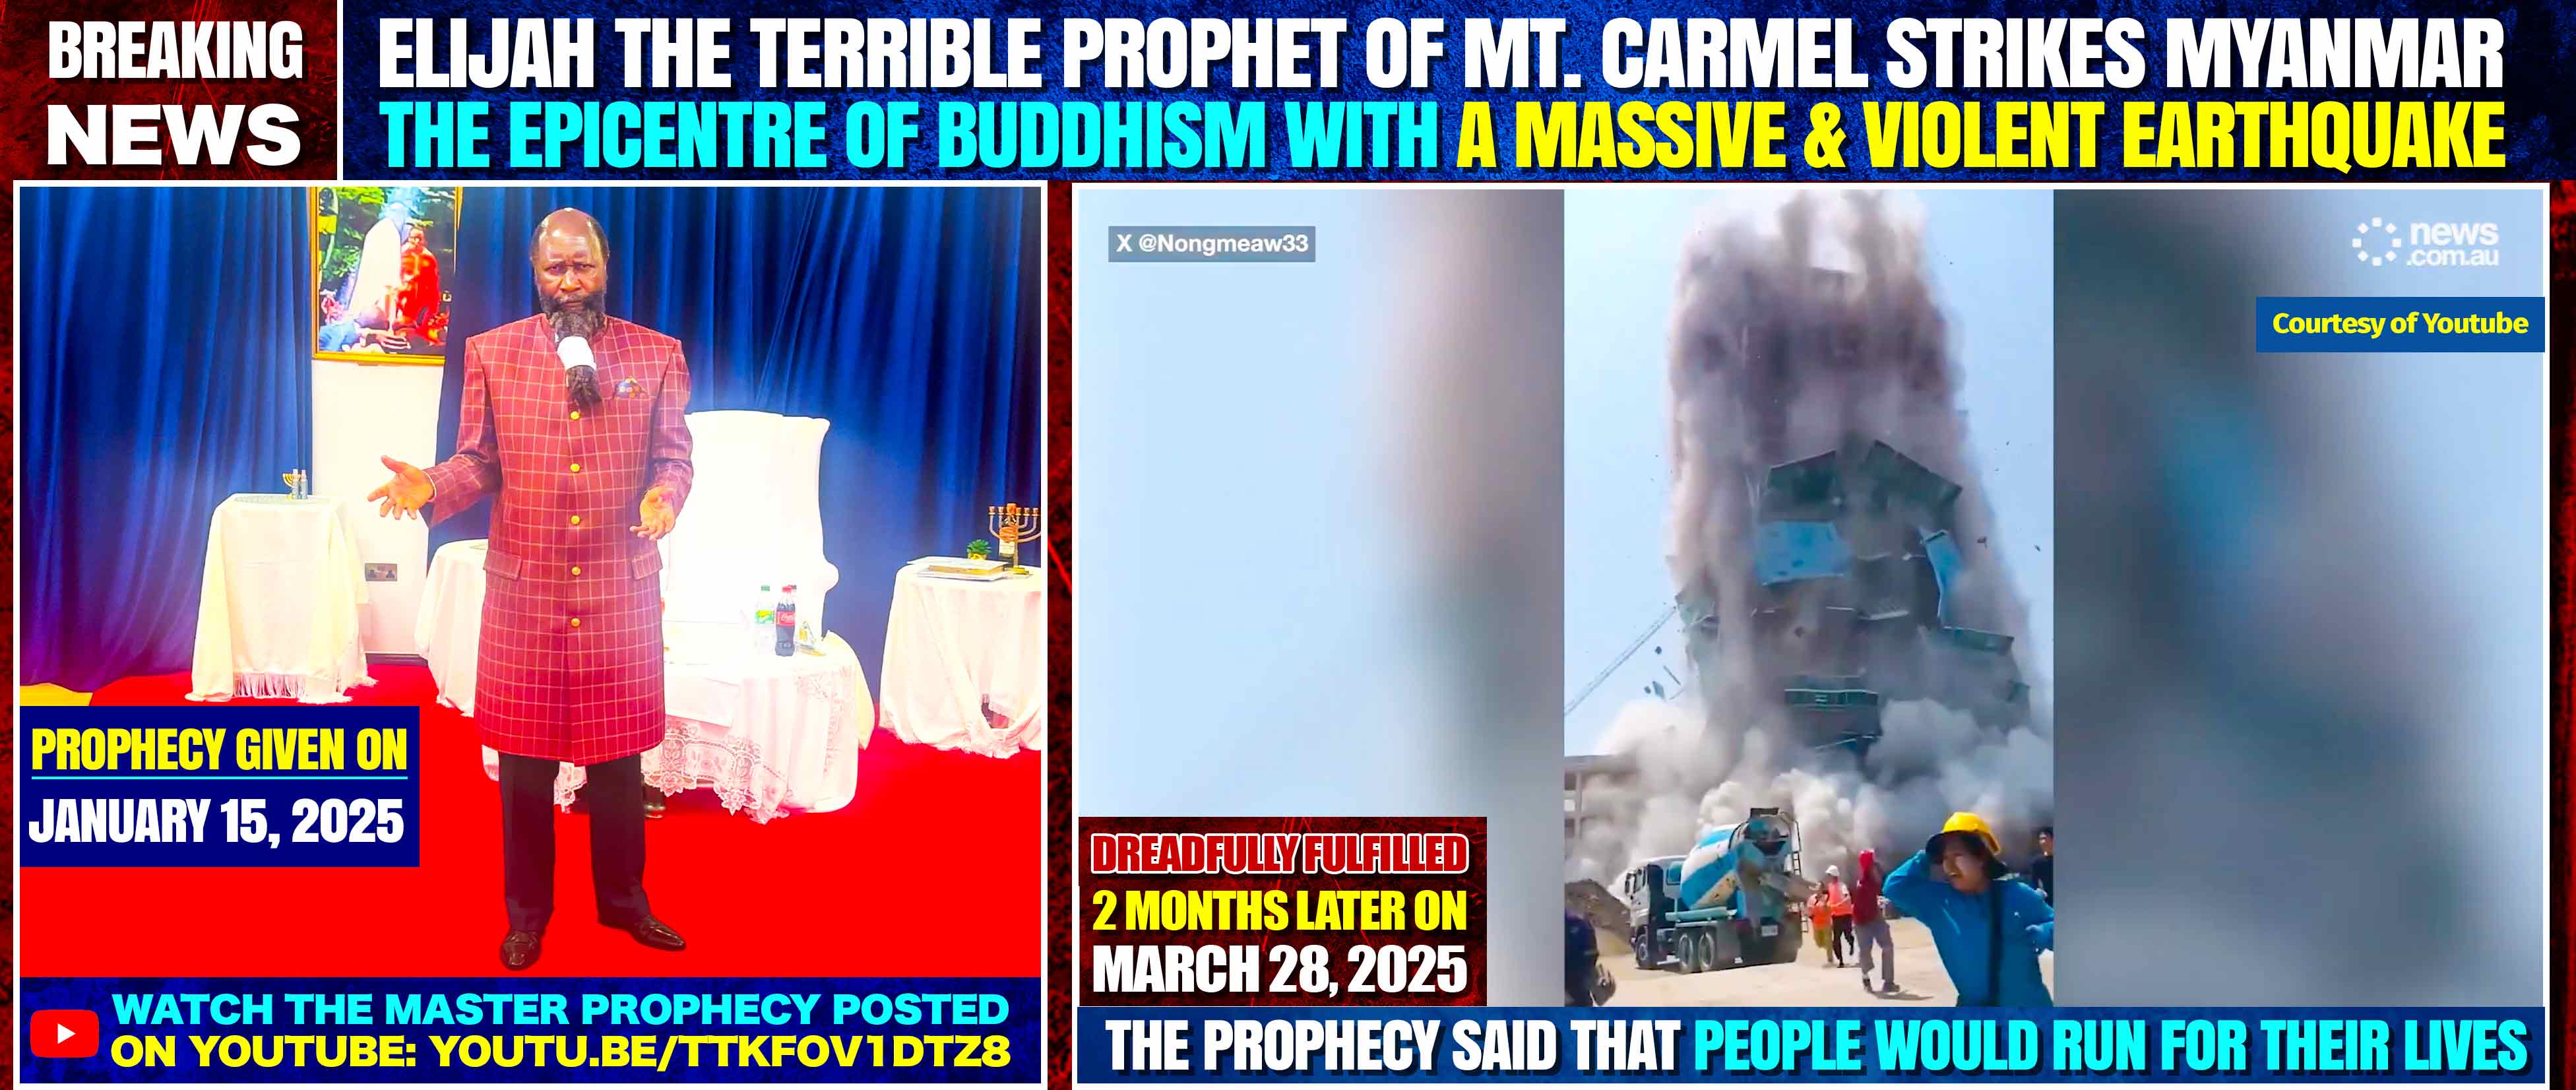 BREAKING
NEWS
ELIJAH THE TERRIBLE PROPHET OF MT. CARMEL STRIKES MYANMAR
THE EPICENTRE OF BUDDHISM WITH A MASSIVE & VIOLENT EARTHQUAKE
PROPHECY GIVEN ON
JANUARY 15, 2025
WATCH THE MASTER PROPHECY POSTED
ON YOUTUBE: YOUTU.BE/TTKFOV1DTZ8
X @Nongmeaw33
news
.com.au
Courtesy of Youtube
DREADFULLY FULFILLED
2 MONTHS LATER ON
MARCH 28, 2025
THE PROPHECY SAID THAT PEOPLE WOULD RUN FOR THEIR LIVES